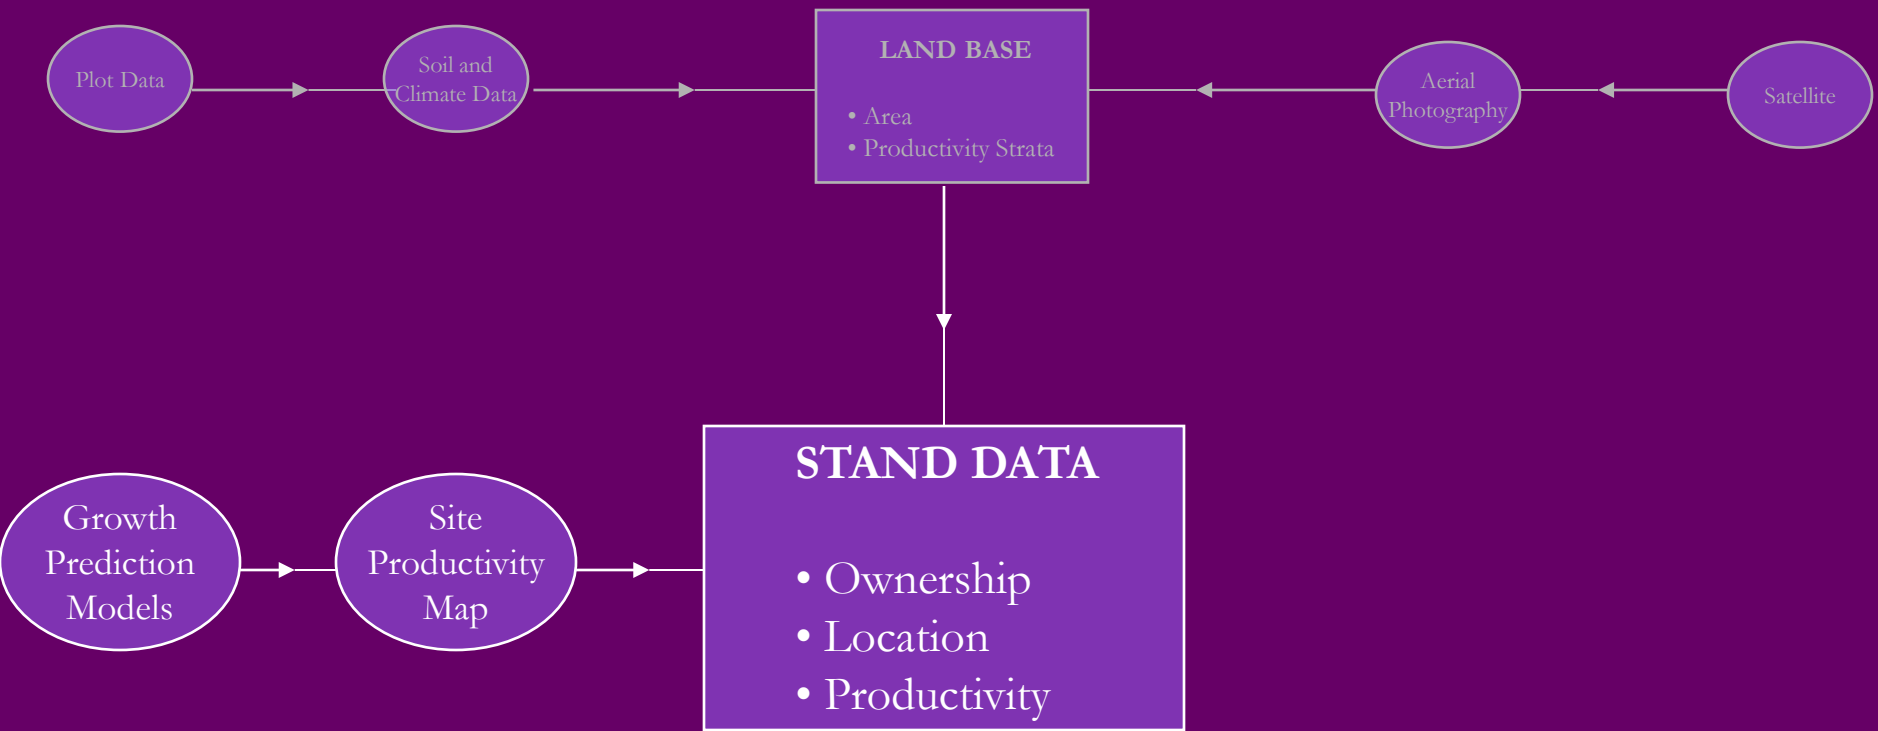 Plot Data
Soil and
Climate Data
LAND BASE
• Area
• Productivity Strata
Aerial
Photography
Satellite
Growth
Prediction
Models
Site
Productivity
Map
STAND DATA
• Ownership
• Location
• Productivity